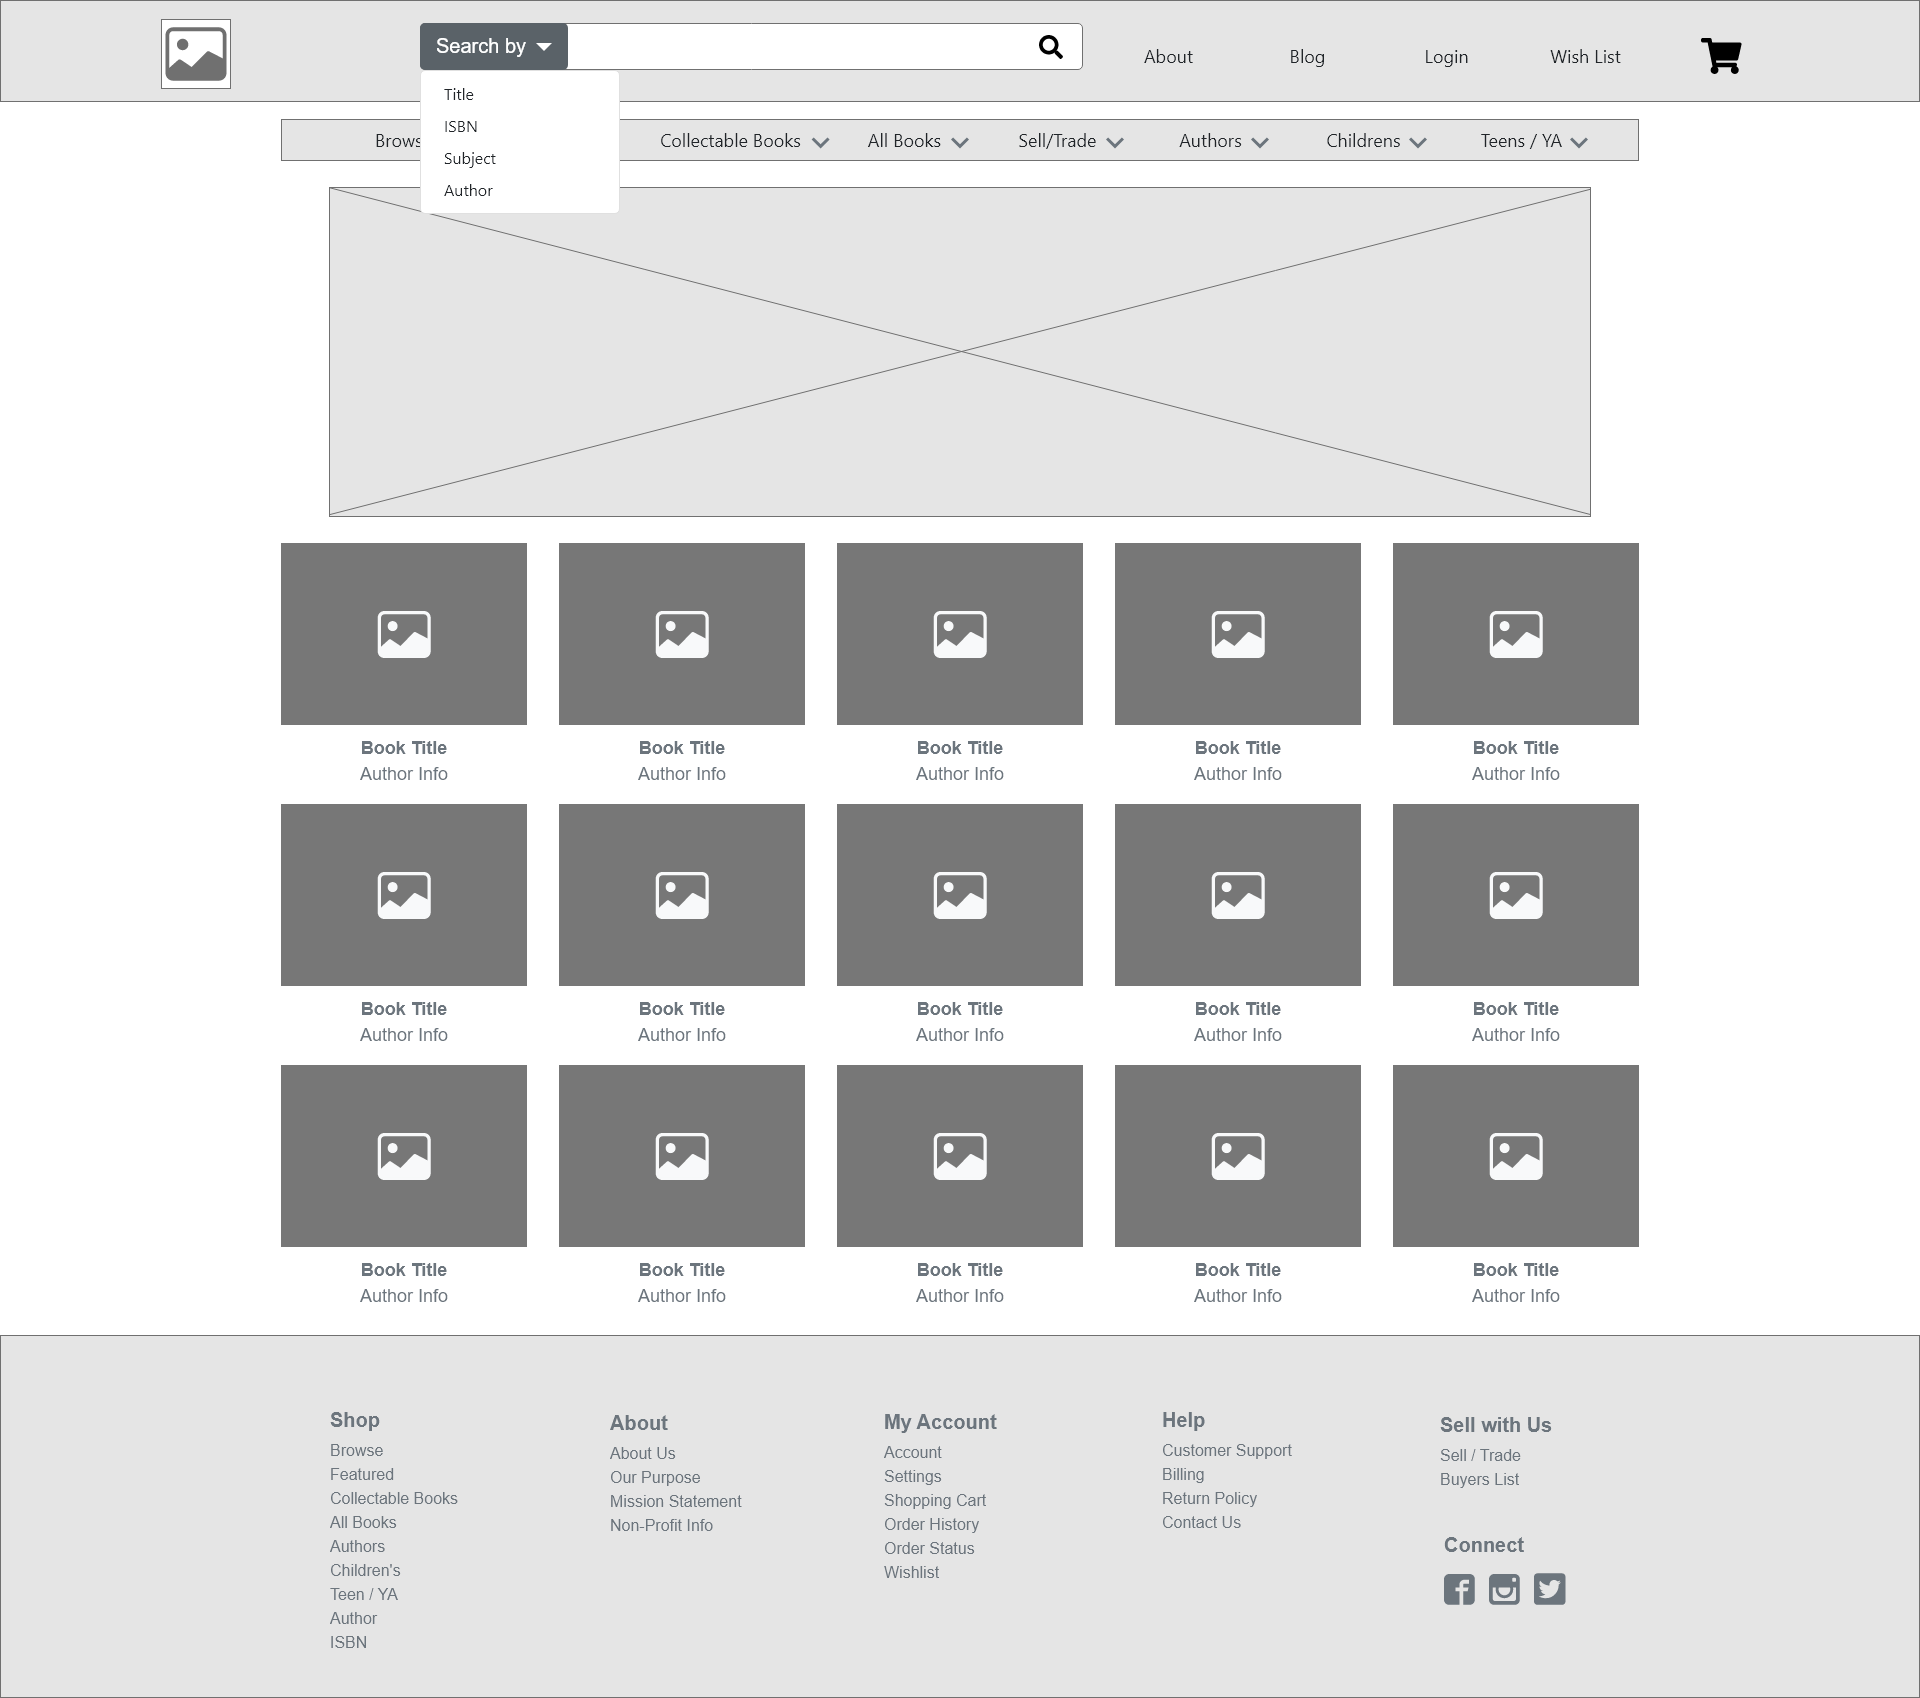 Search by
About
Blog
Login
Wish List
Title
ISBN
Subject
Author
Brows
Collectable Books
All Books
Sell/Trade
Authors
Childrens
Teens / YA
Book Title
Author Info
Book Title
Author Info
Book Title
Author Info
Book Title
Author Info
Book Title
Author Info
Book Title
Author Info
Book Title
Author Info
Book Title
Author Info
Book Title
Author Info
Book Title
Author Info
Book Title
Author Info
Book Title
Author Info
Book Title
Author Info
Book Title
Author Info
Book Title
Author Info
Shop
Browse
Featured
Collectable Books
All Books
Authors
Children's
Teen / YA
Author
ISBN
About
About Us
Our Purpose
Mission Statement
Non-Profit Info
My Account
Account
Settings
Shopping Cart
Order History
Order Status
Wishlist
Help
Customer Support
Billing
Return Policy
Contact Us
Sell with Us
Sell / Trade
Buyers List
Connect